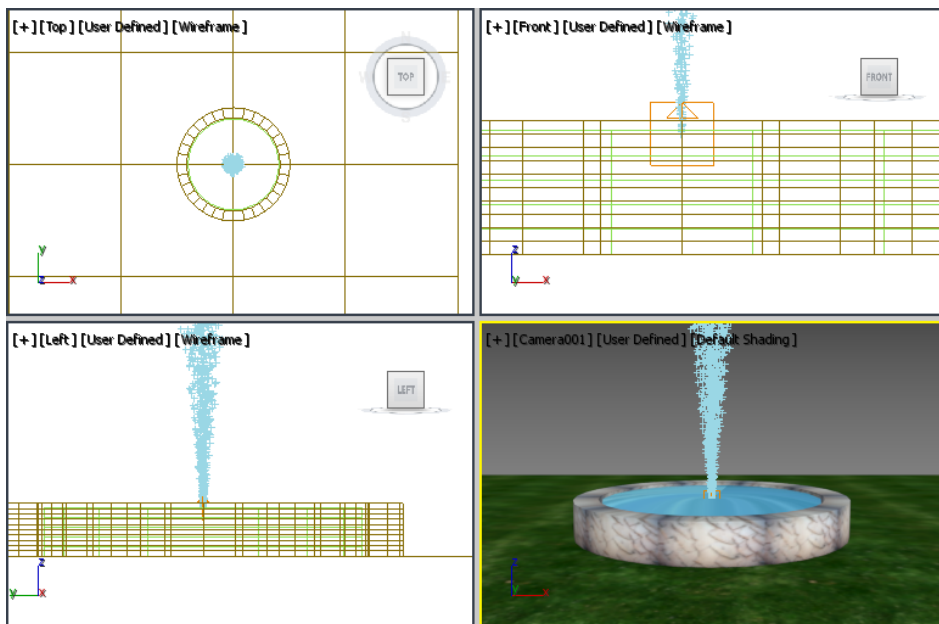 [+] [Top] [User Defined] [Wireframe]
TOP
y
z x
[+] [Front] [User Defined] [Wireframe]
FRONT
z
y x
[+] [Left] [User Defined] [Wireframe]
LEFT
z
y x
[+] [Camera001] [User Defined] [Default Shading]
z
y x